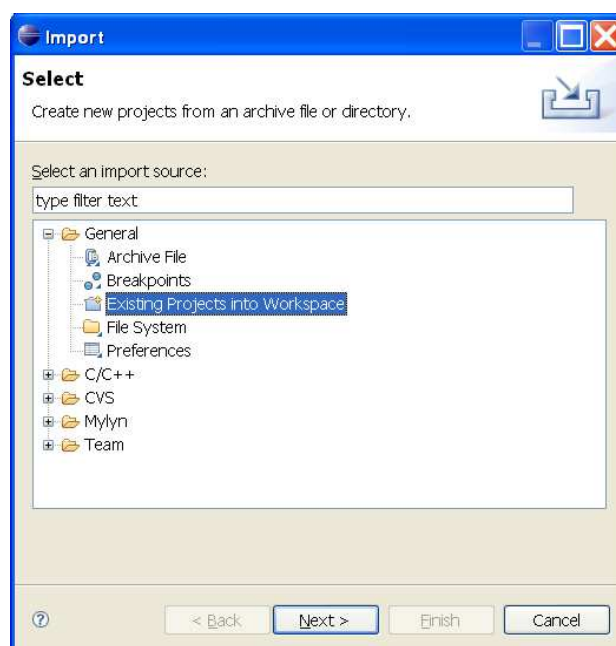 Import
Select
Create new projects from an archive file or directory.
Select an import source:
type filter text
General
Archive File
Breakpoints
Existing Projects into Workspace
File System
Preferences
C/C++
CVS
Mylyn
Team
? < Back Next > Finish Cancel